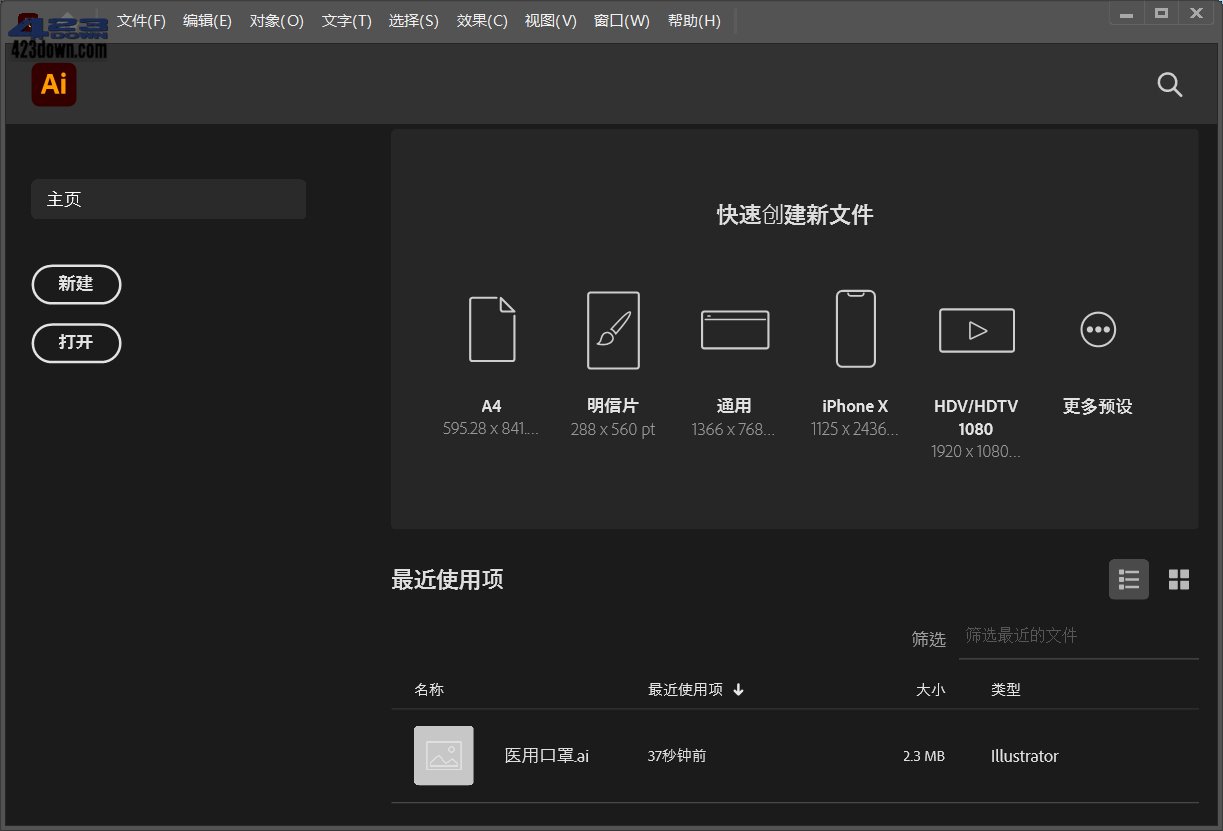 文件(F) 编辑(E) 对象(O) 文字(T) 选择(S) 效果(C) 视图(V) 窗口(W) 帮助(H)
423down.com
Ai
主页
新建
打开
快速创建新文件
A4 明信片 通用 iPhone X HDV/HDTV 更多预设
1080
595.28 x 841.... 288 x 560 pt 1366 x 768... 1125 x 2436... 1920 x 1080...
最近使用项
筛选 筛选最近的文件
名称 最近使用项 大小 类型
医用口罩.ai 37秒钟前 2.3 MB Illustrator